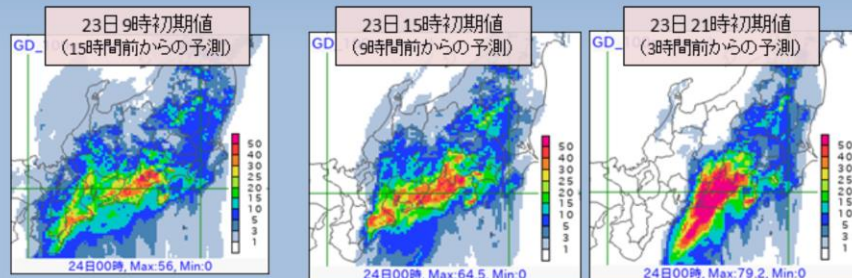 23日9時初期値
(15時間前からの予測)
GD_
50
40
30
25
20
15
10
5
3
1
24日00時, Max:56, Min:0
23日15時初期値
(9時間前からの予測)
GD_
50
40
30
25
20
15
10
5
3
1
24日00時, Max:64.5, Min:0
23日21時初期値
(3時間前からの予測)
GD_
50
40
30
25
20
15
10
5
3
1
24日00時, Max:79.2, Min:0